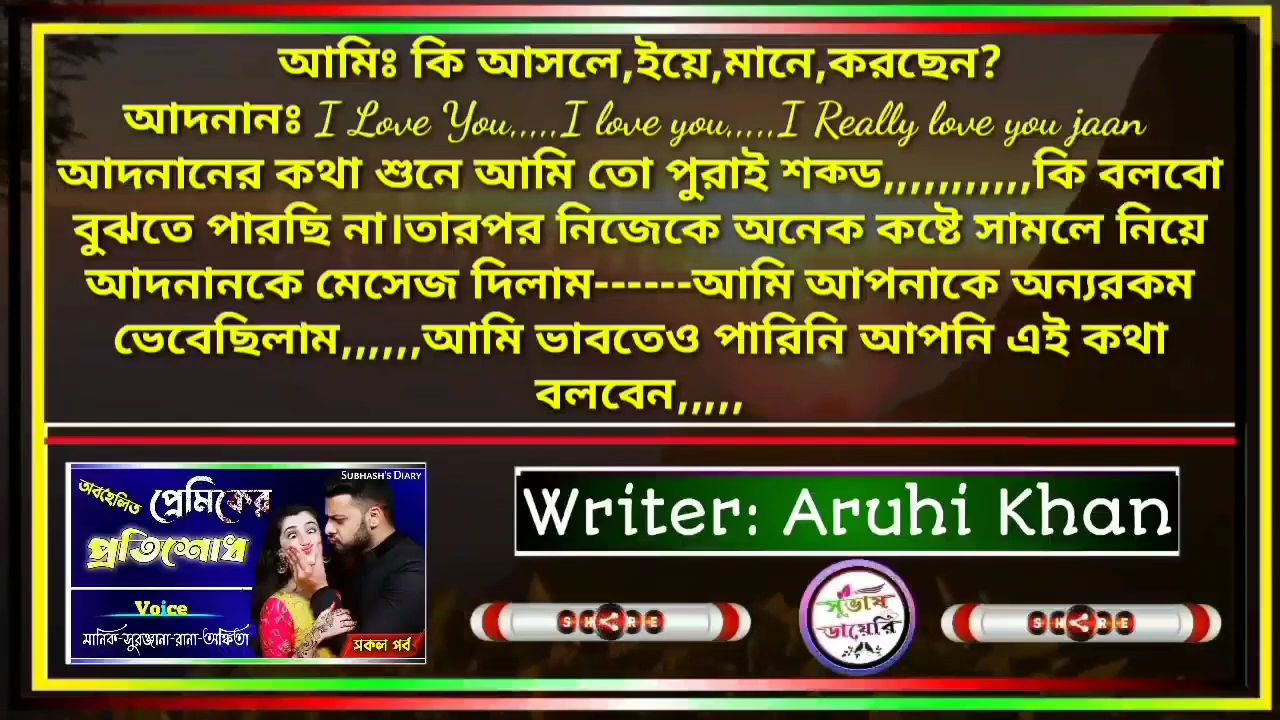 আমিঃ কি আসলে,ইয়ে,মানে,করছেন?
আদনানঃ I Love You.....I love you.....I Really love you jaan
আদনানের কথা শুনে আমি তো পুরাই শকড,,,,,,,,,,,কি বলবো
বুঝতে পারছি না।তারপর নিজেকে অনেক কষ্টে সামলে নিয়ে
আদনানকে মেসেজ দিলাম------আমি আপনাকে অন্যরকম
ভেবেছিলাম,,,,,,আমি ভাবতেও পারিনি আপনি এই কথা
বলবেন,,,,,
SUBHASH'S DIARY
অবহেলিত প্রেমিকের
প্রতিশোধ
Voice
মানিক-সুরঞ্জনা-রানা-অঙ্কিতা
সকল পর্ব
Writer: Aruhi Khan
SHARE
সুভাষ
ডায়েরি
SHARE